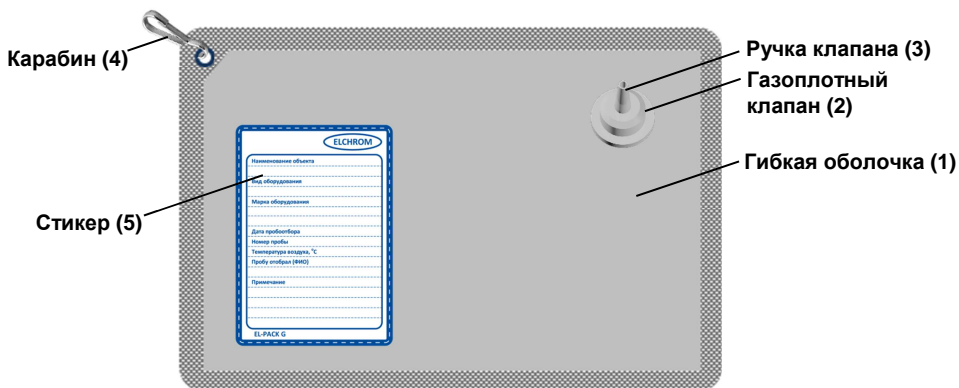 Карабин (4)
Ручка клапана (3)
Газоплотный
клапан (2)
Гибкая оболочка (1)
Стикер (5)
ELCHROM
Наименование объекта
Вид оборудования
Марка оборудования
Дата пробоотбора
Номер пробы
Температура воздуха, °С
Пробу отобрал (ФИО)
Примечание
EL-PACK G